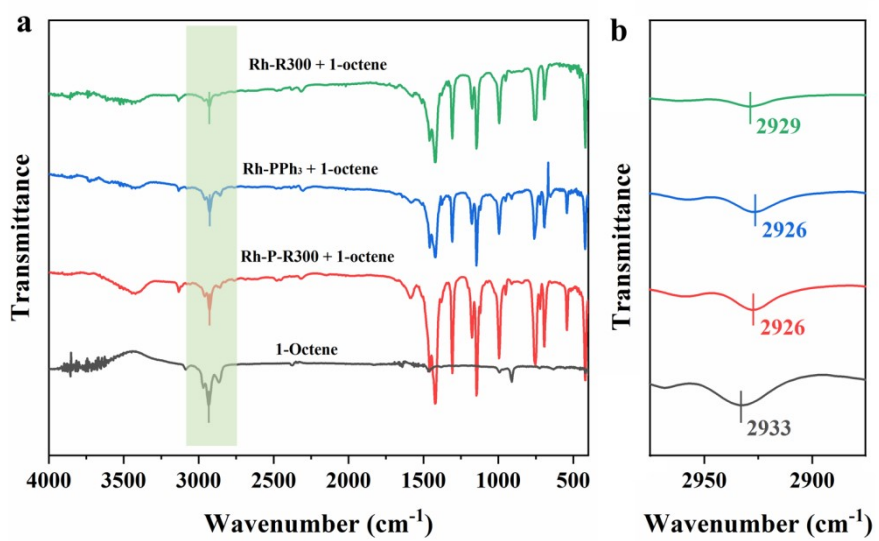 a
Rh-R300 + 1-octene
Rh-PPh₃ + 1-octene
Rh-P-R300 + 1-octene
1-Octene
Transmittance
4000 3500 3000 2500 2000 1500 1000 500
Wavenumber (cm⁻¹)
b
2929
2926
2926
2933
Transmittance
2950 2900
Wavenumber (cm⁻¹)